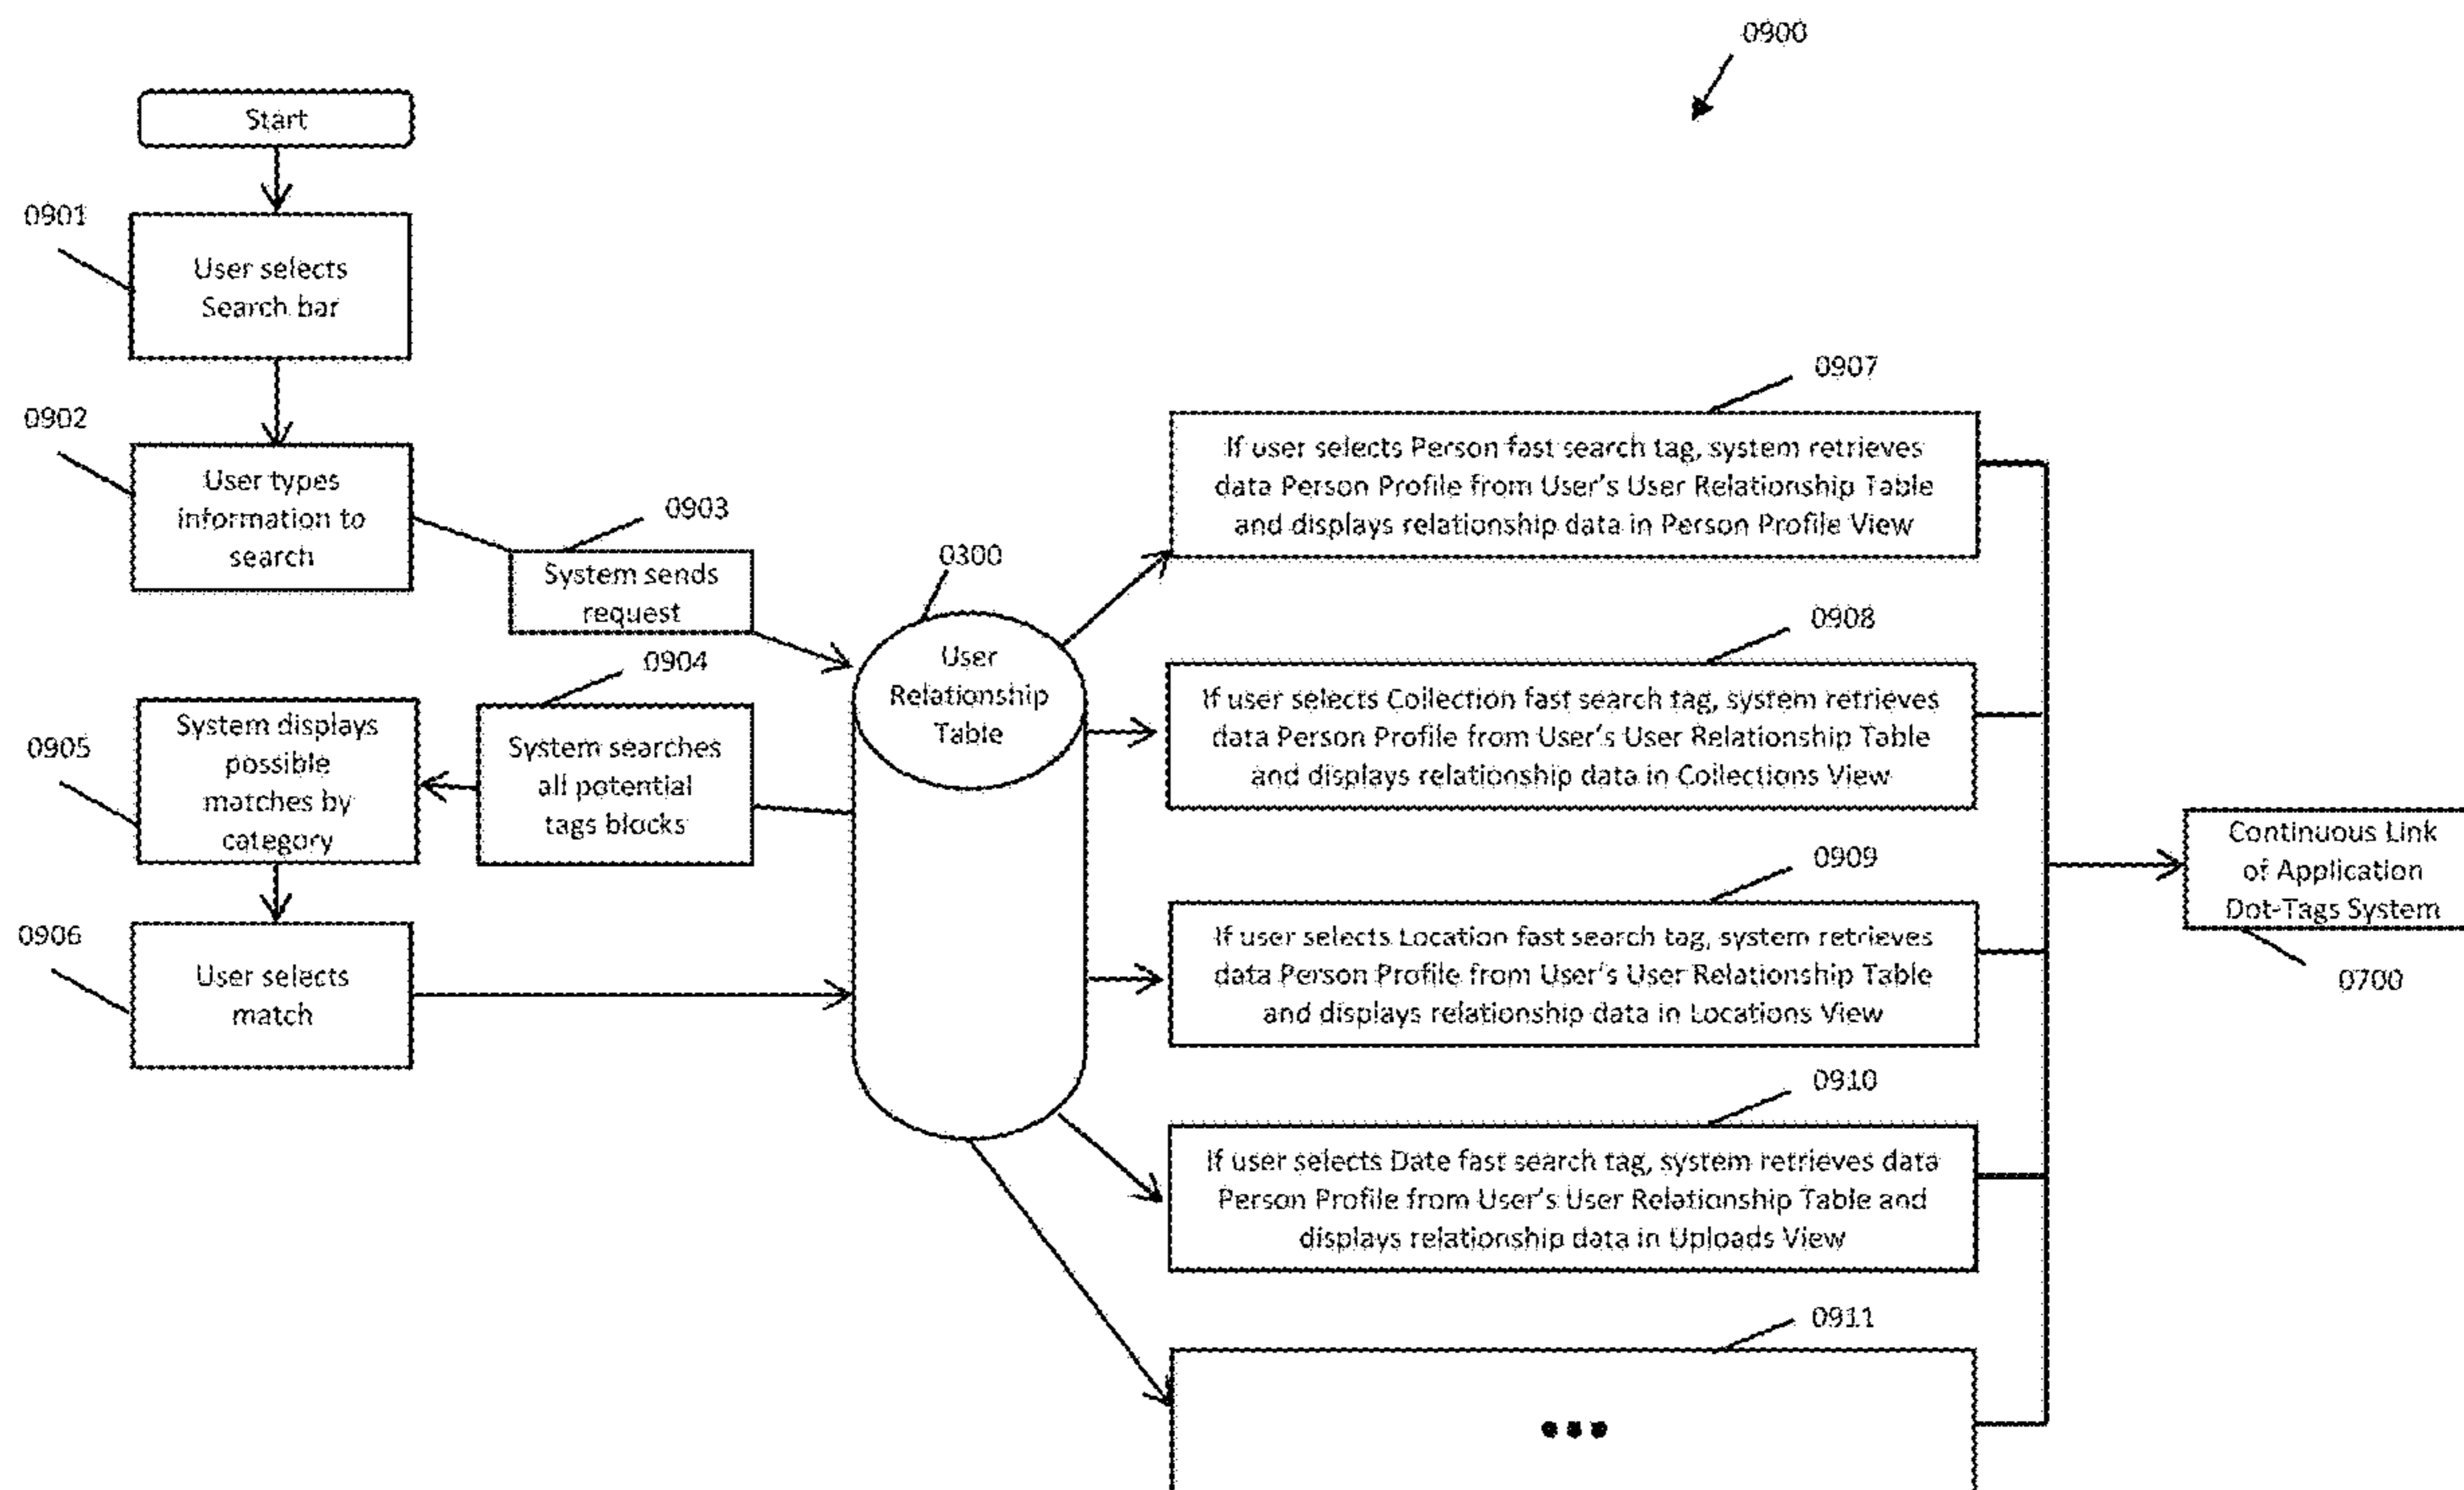 0900
Start
0901
User selects
Search bar
0902
User types
information to
search
0903
System sends
request
0300
User
Relationship
Table
0904
System searches
all potential
tags blocks
0905
System displays
possible
matches by
category
0906
User selects
match
0907
If user selects Person fast search tag, system retrieves
data Person Profile from User's User Relationship Table
and displays relationship data in Person Profile View
0908
If user selects Collection fast search tag, system retrieves
data Person Profile from User's User Relationship Table
and displays relationship data in Collections View
0909
If user selects Location fast search tag, system retrieves
data Person Profile from User's User Relationship Table
and displays relationship data in Locations View
0910
If user selects Date fast search tag, system retrieves data
Person Profile from User's User Relationship Table and
displays relationship data in Uploads View
0911
•••
Continuous Link
of Application
Dot-Tags System
0700